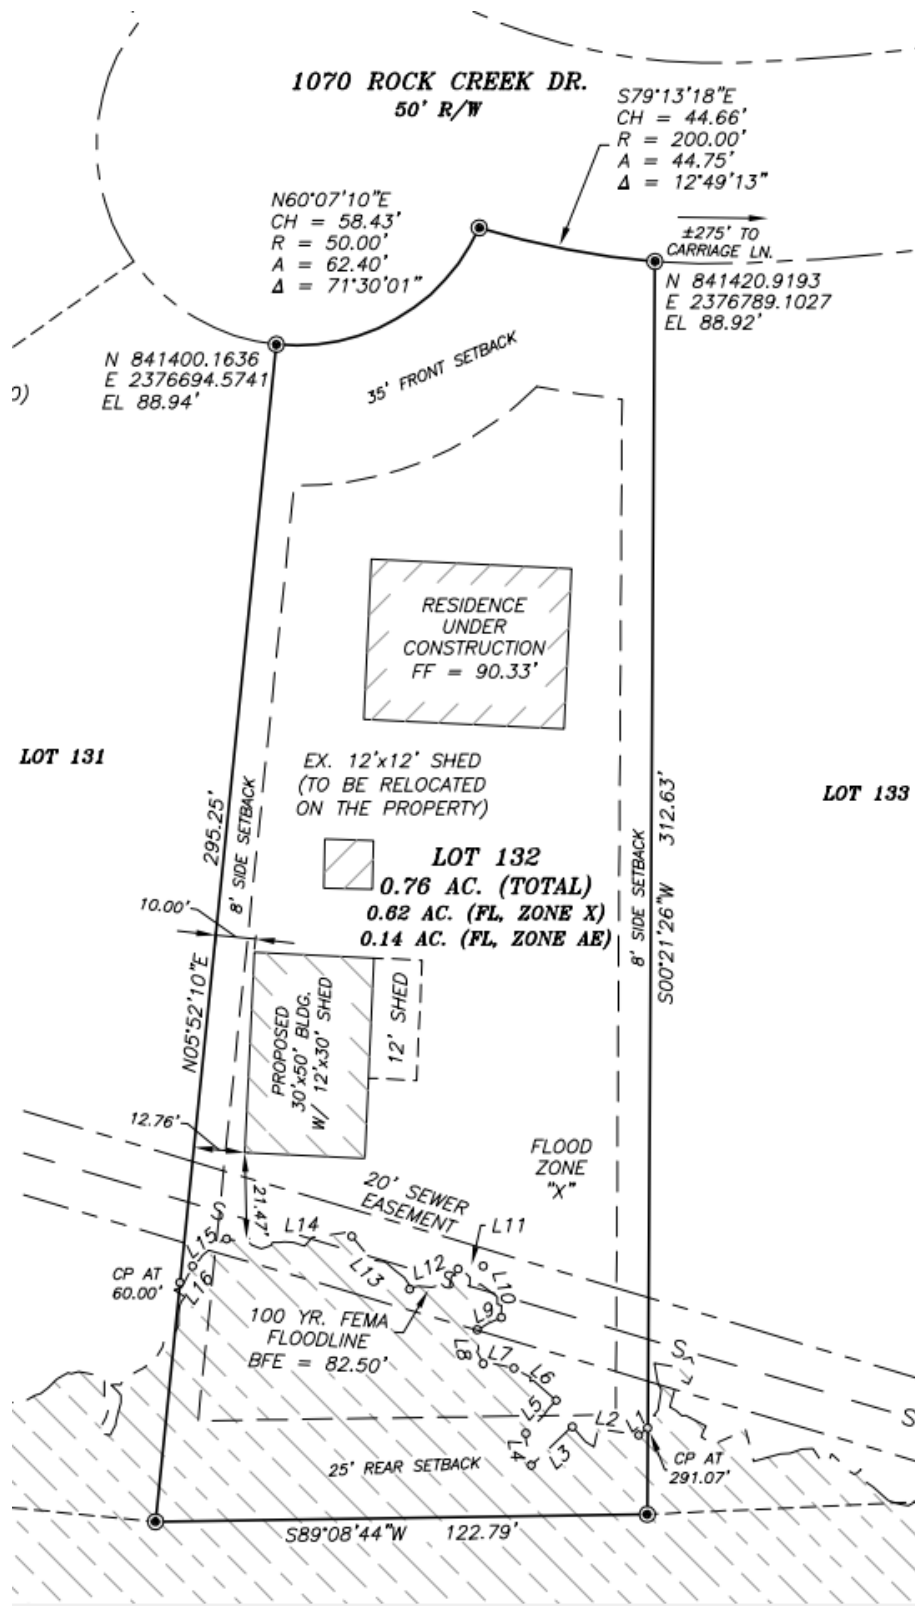 1070 ROCK CREEK DR.
50' R/W
S79°13'18"E
CH = 44.66'
R = 200.00'
A = 44.75'
Δ = 12°49'13"
N60°07'10"E
CH = 58.43'
R = 50.00'
A = 62.40'
Δ = 71°30'01"
±275' TO
CARRIAGE LN.
N 841420.9193
E 2376789.1027
EL 88.92'
N 841400.1636
E 2376694.5741
EL 88.94'
0)
35' FRONT SETBACK
RESIDENCE
UNDER
CONSTRUCTION
FF = 90.33'
LOT 131
EX. 12'x12' SHED
(TO BE RELOCATED
ON THE PROPERTY)
LOT 133
295.25'
8' SIDE SETBACK
312.63'
8' SIDE SETBACK
LOT 132
0.76 AC. (TOTAL)
0.62 AC. (FL, ZONE X)
0.14 AC. (FL, ZONE AE)
10.00'
S00°21'26"W
N05°52'10"E
PROPOSED
30'x50' BLDG.
W/ 12'x30' SHED
12' SHED
12.76'
FLOOD
ZONE
"X"
20' SEWER
EASEMENT
21.47'
S
L14
L11
L15
L16
L13
L12
S
L10
CP AT
60.00'
100 YR. FEMA
FLOODLINE
BFE = 82.50'
L9
L8
L7
L6
S
L5
L2
L1
S
L4
L3
CP AT
291.07'
25' REAR SETBACK
S89°08'44"W 122.79'